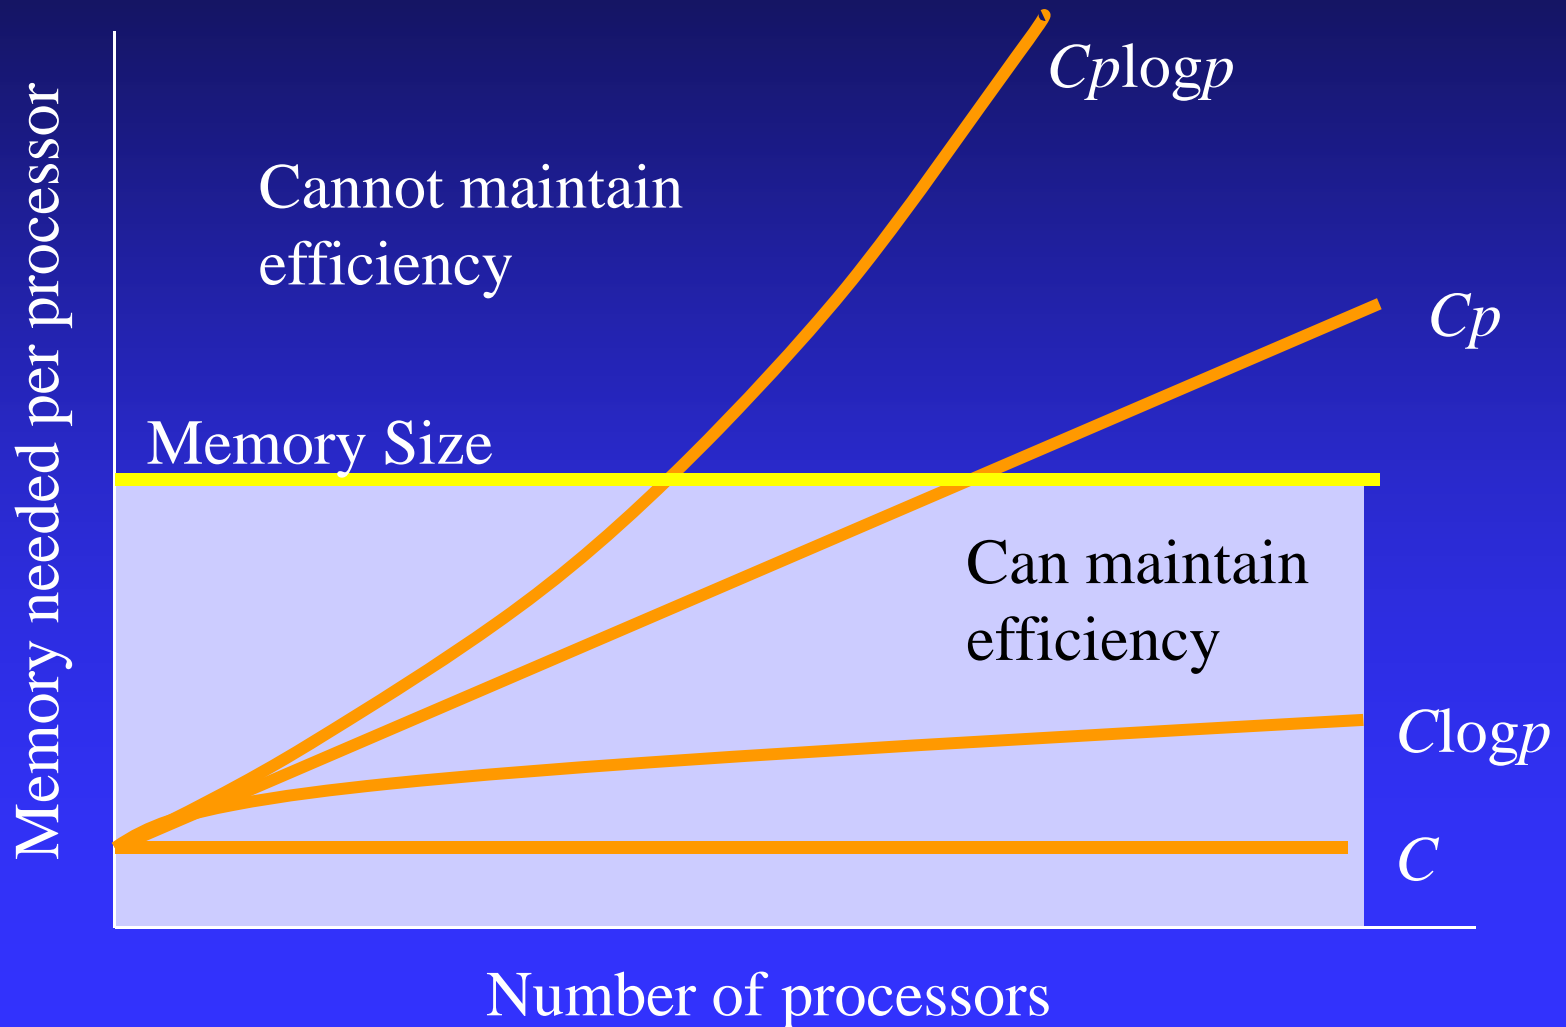 Cplogp
Cannot maintain
efficiency
Cp
Memory Size
Can maintain
efficiency
Clogp
C
Memory needed per processor
Number of processors